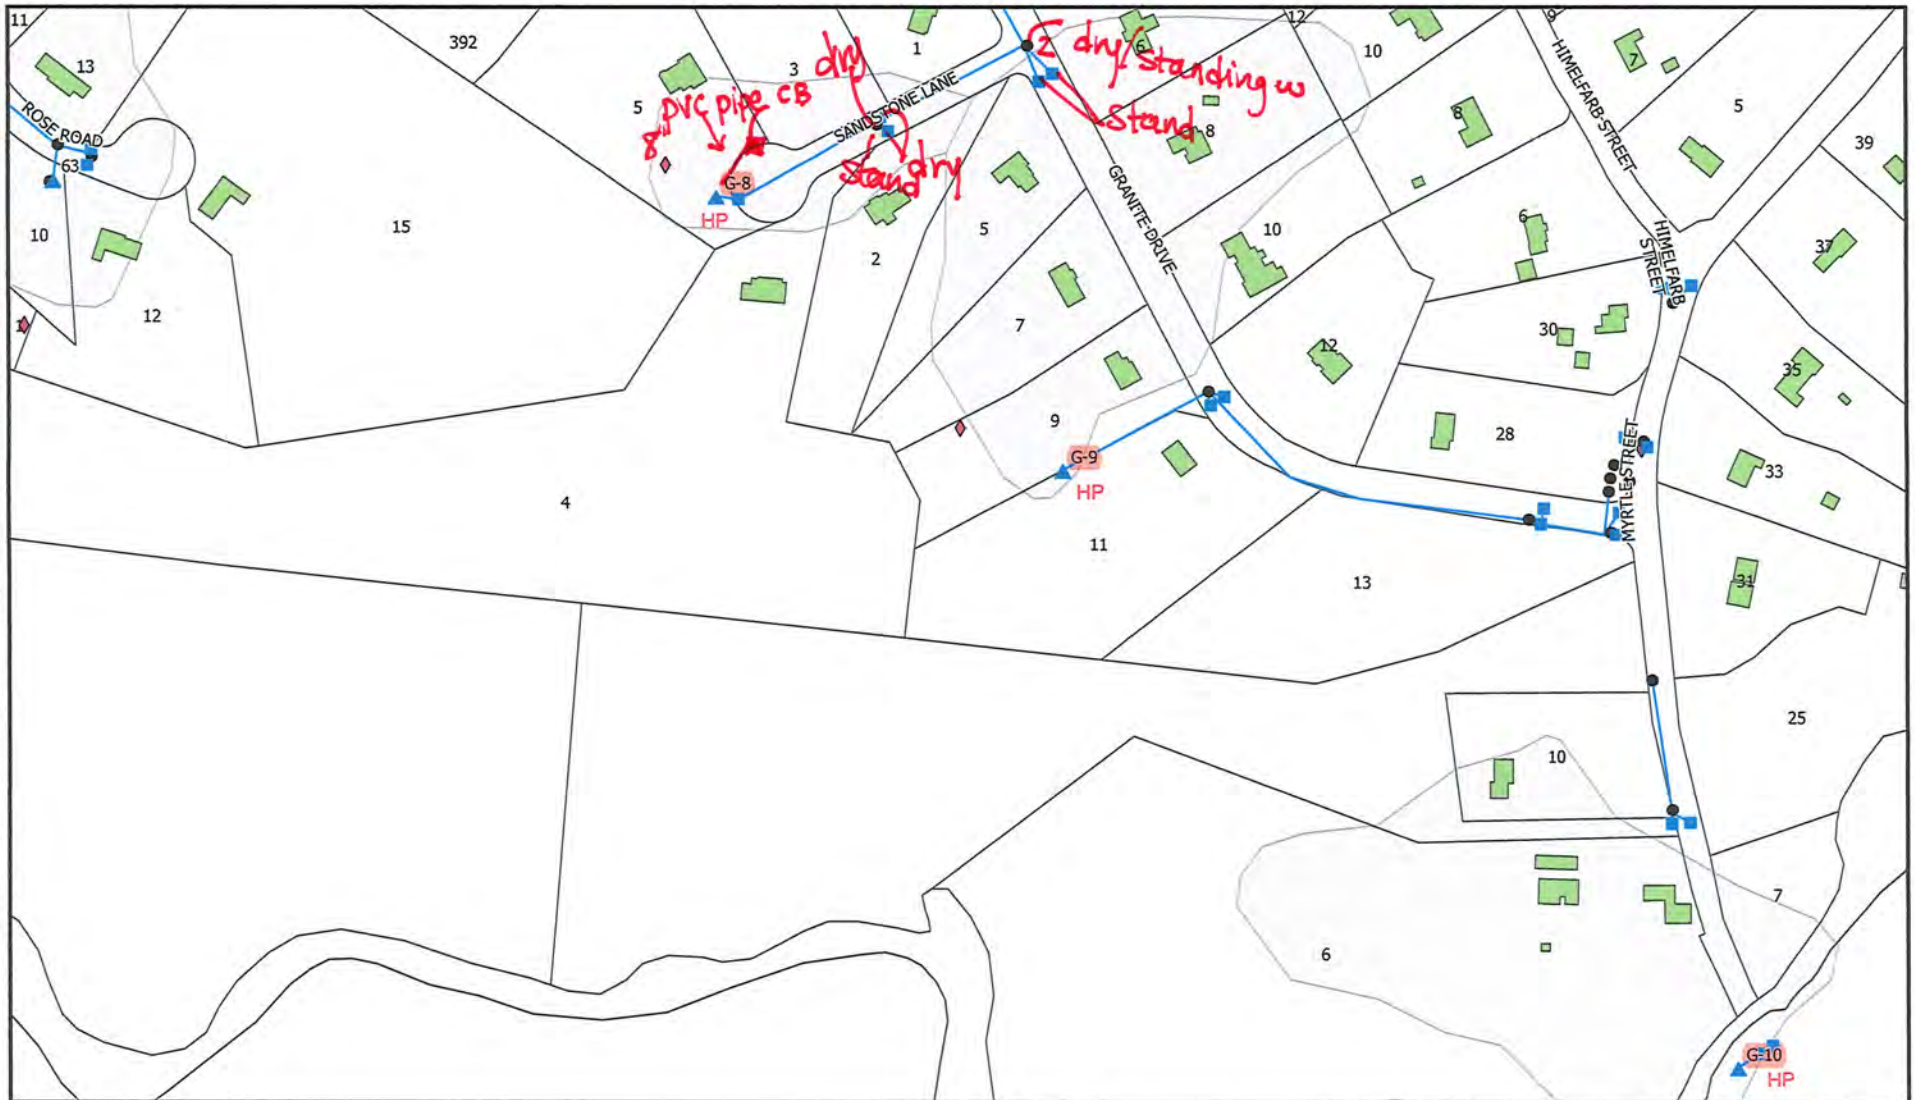 11
392
1
12
9
13
3
dry
2 dry/Standing w
6
10
7
5
8" PVC pipe CB
SANDSTONE LANE
HIMELFARB STREET
5
ROSE ROAD
Stand
8
8
39
63
G-8
Stand
dry
HP
GRANITE DRIVE
10
15
2
5
10
6
HIMELFARB STREET
37
12
7
12
30
35
9
28
G-9
HP
MYRTLE STREET
33
4
11
13
31
10
25
7
6
G-10
HP